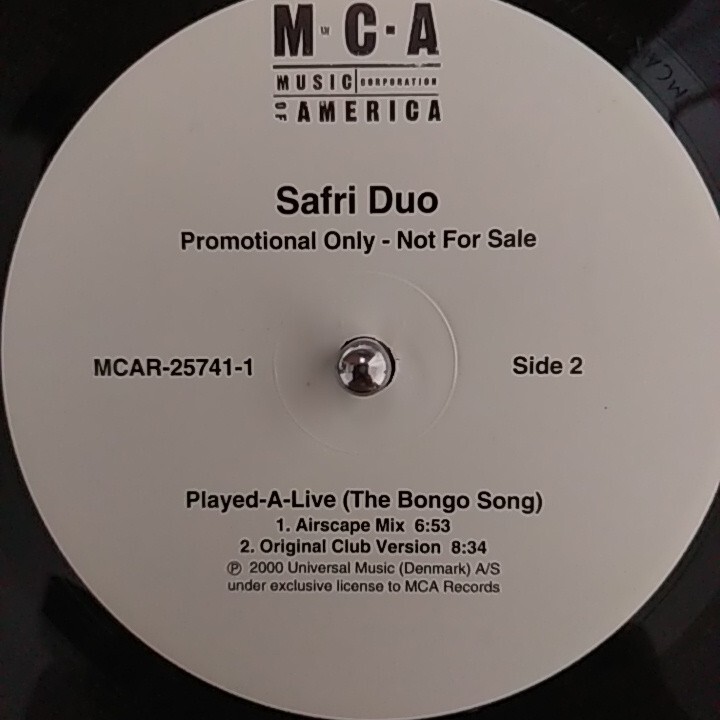 M·C·A
MUSIC CORPORATION
OF AMERICA
Safri Duo
Promotional Only - Not For Sale
MCAR-25741-1
Side 2
Played-A-Live (The Bongo Song)
1. Airscape Mix 6:53
2. Original Club Version 8:34
℗ 2000 Universal Music (Denmark) A/S
under exclusive license to MCA Records